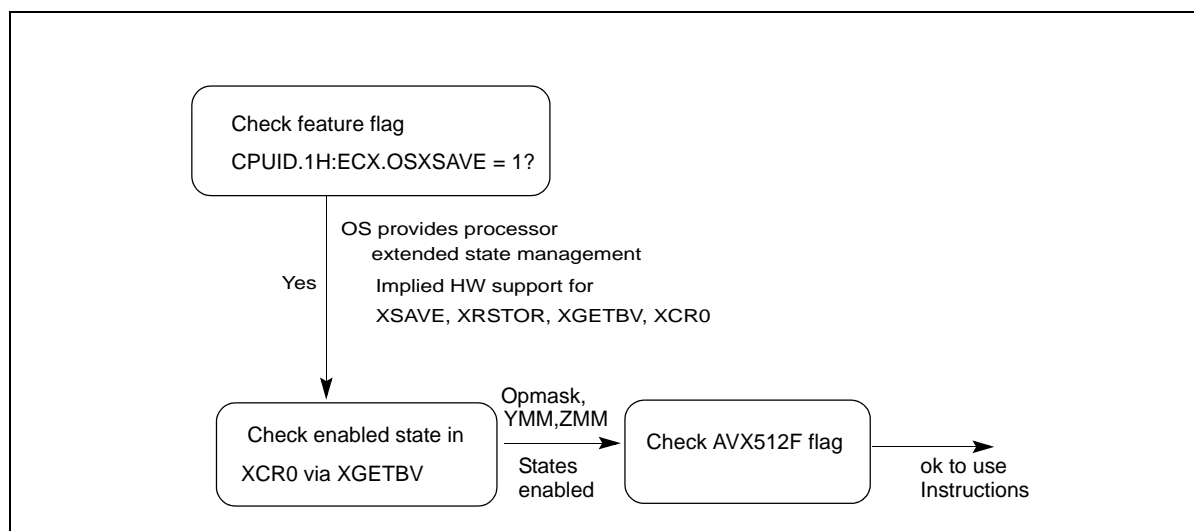 Check feature flag
CPUID.1H:ECX.OSXSAVE = 1?
OS provides processor
extended state management
Yes
Implied HW support for
XSAVE, XRSTOR, XGETBV, XCR0
Check enabled state in
XCR0 via XGETBV
Opmask,
YMM,ZMM
States
enabled
Check AVX512F flag
ok to use
Instructions